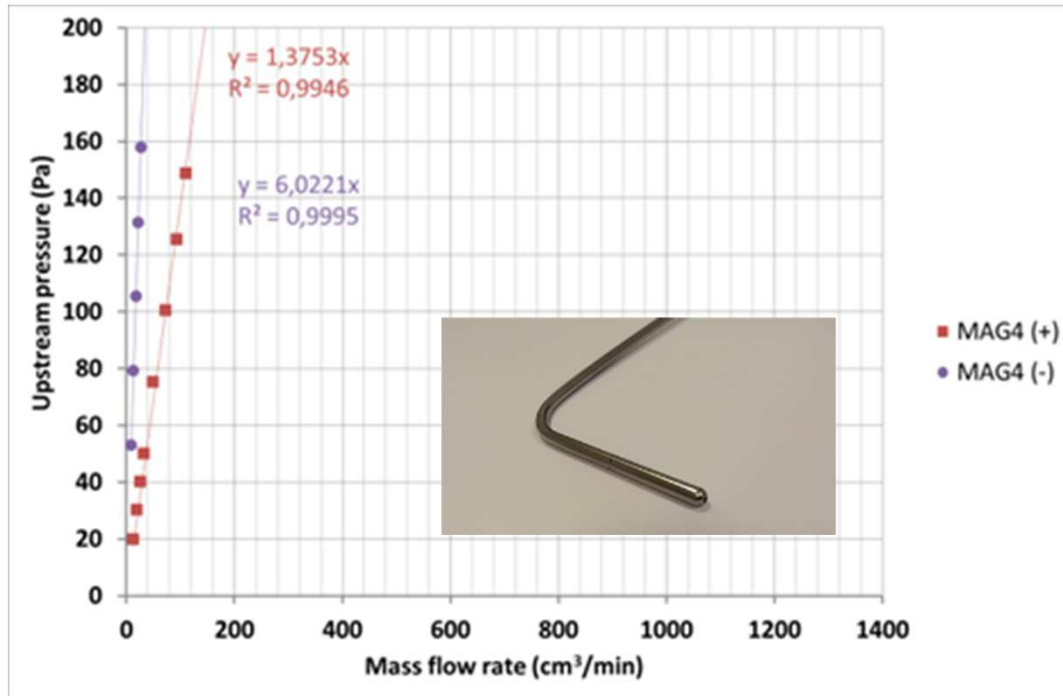 200
180
160
140
120
100
80
60
40
20
0
Upstream pressure (Pa)
y = 1,3753x
R² = 0,9946
y = 6,0221x
R² = 0,9995
MAG4 (+)
MAG4 (-)
0 200 400 600 800 1000 1200 1400
Mass flow rate (cm³/min)